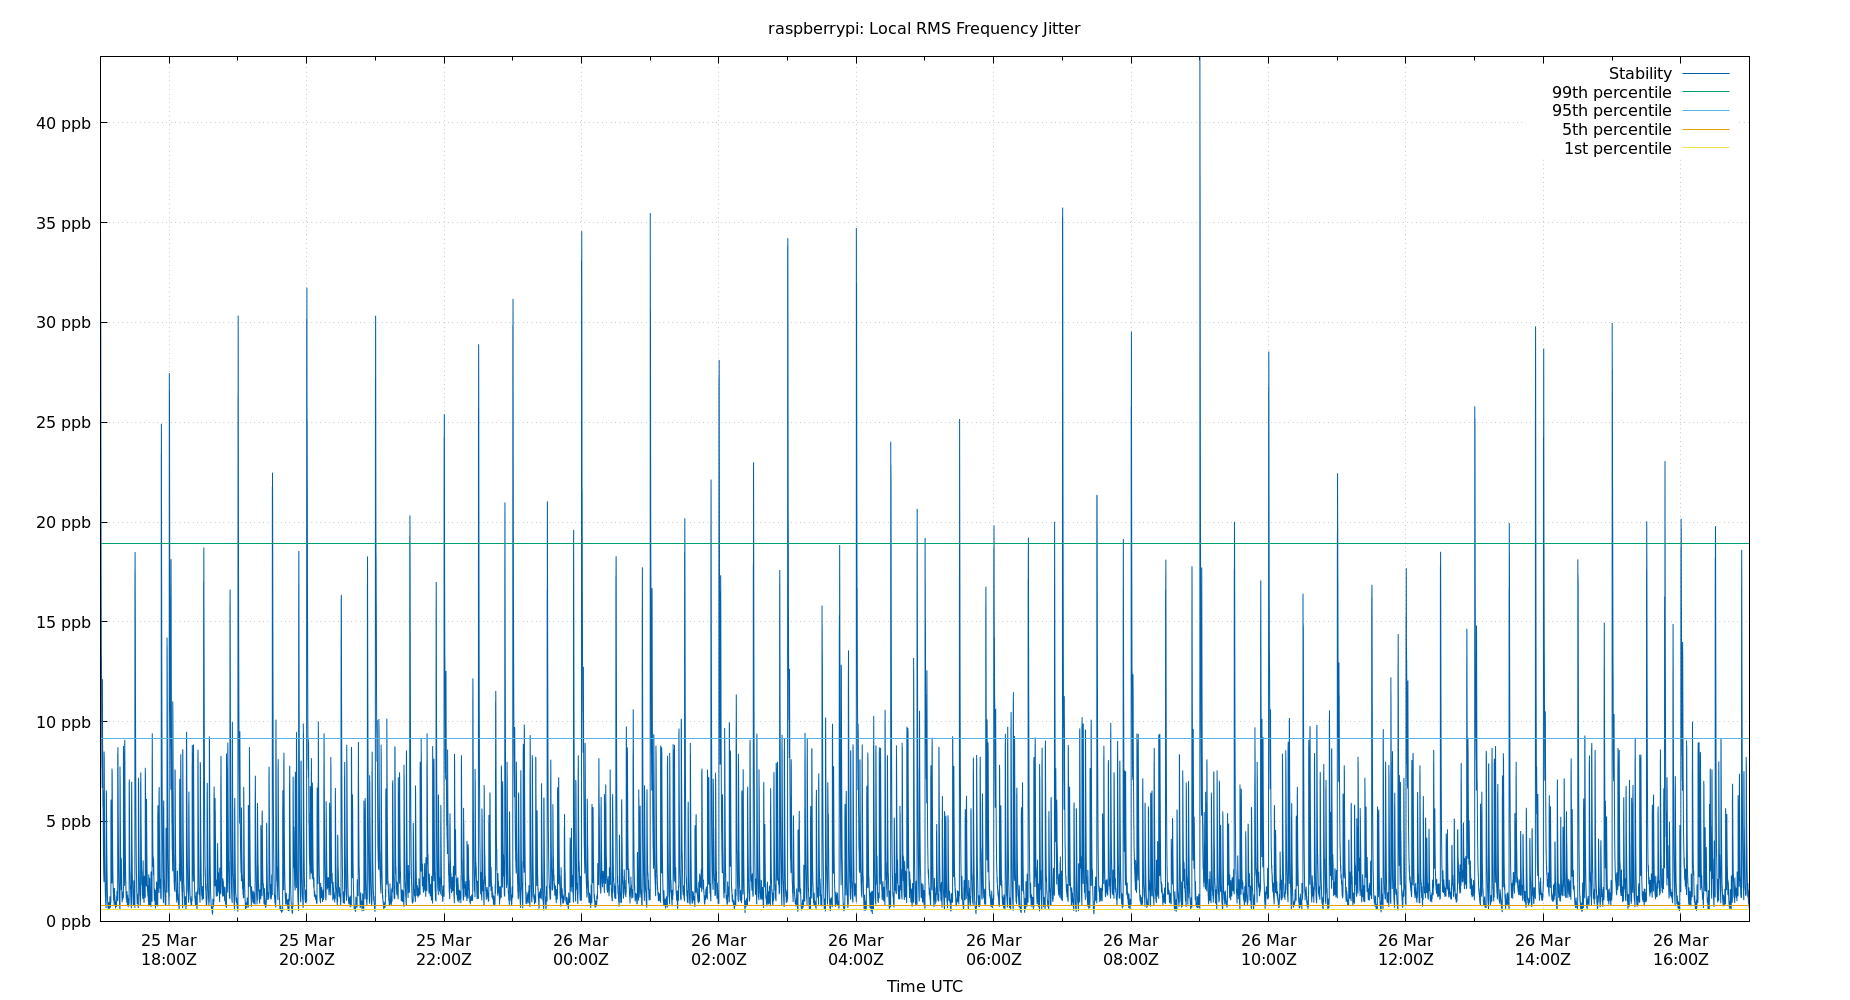 raspberrypi: Local RMS Frequency Jitter
Stability
99th percentile
95th percentile
5th percentile
1st percentile
40 ppb
35 ppb
30 ppb
25 ppb
20 ppb
15 ppb
10 ppb
5 ppb
0 ppb
25 Mar 25 Mar 25 Mar 26 Mar 26 Mar 26 Mar 26 Mar 26 Mar 26 Mar 26 Mar 26 Mar 26 Mar
18:00Z 20:00Z 22:00Z 00:00Z 02:00Z 04:00Z 06:00Z 08:00Z 10:00Z 12:00Z 14:00Z 16:00Z
Time UTC